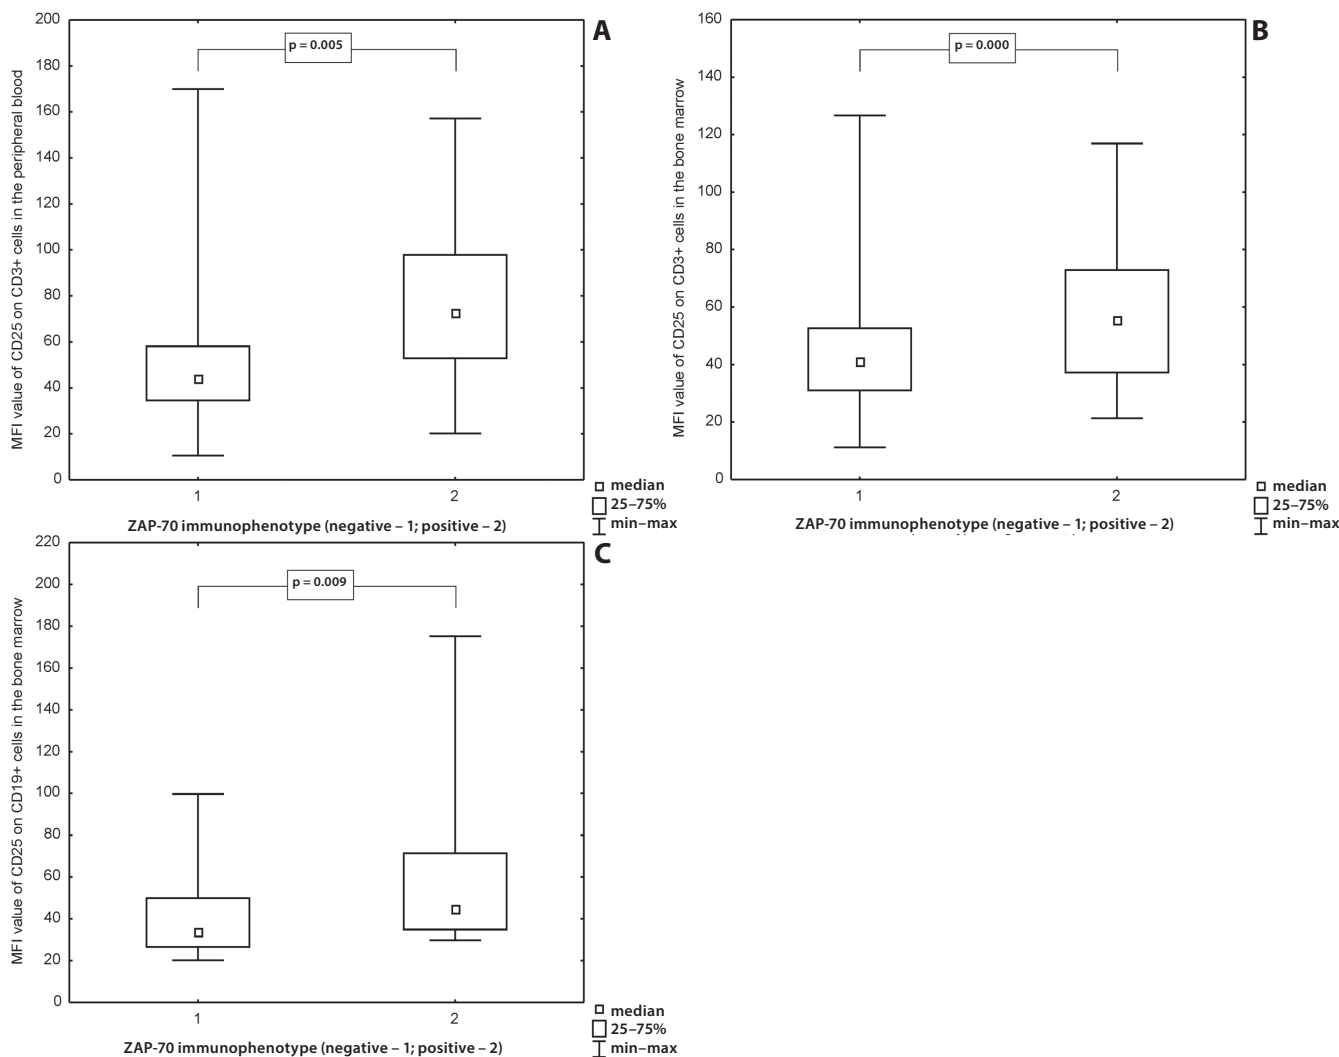 A
p = 0.005
MFI value of CD25 on CD3+ cells in the peripheral blood
200
180
160
140
120
100
80
60
40
20
0
1 2
ZAP-70 immunophenotype (negative – 1; positive – 2)
median
25–75%
min–max
B
p = 0.000
MFI value of CD25 on CD3+ cells in the bone marrow
160
140
120
100
80
60
40
20
0
1 2
ZAP-70 immunophenotype (negative – 1; positive – 2)
median
25–75%
min–max
C
p = 0.009
MFI value of CD25 on CD19+ cells in the bone marrow
220
200
180
160
140
120
100
80
60
40
20
0
1 2
ZAP-70 immunophenotype (negative – 1; positive – 2)
median
25–75%
min–max